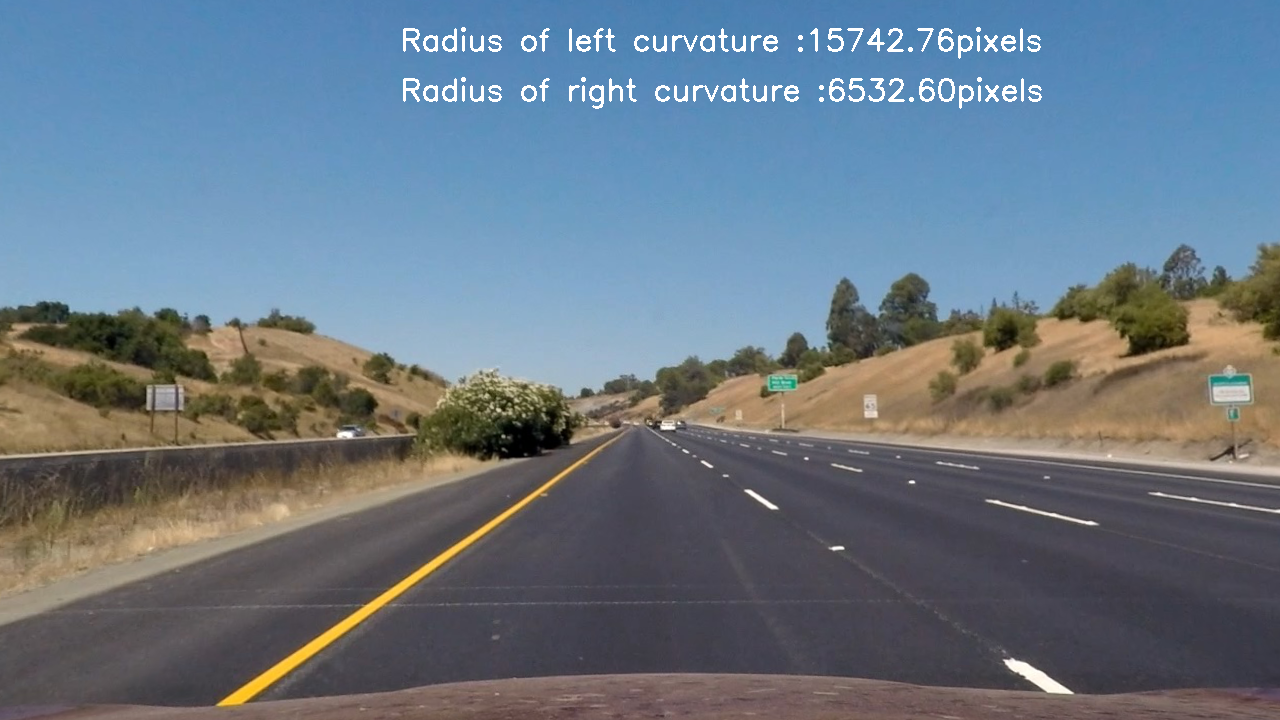 Radius of left curvature :15742.76pixels
Radius of right curvature :6532.60pixels